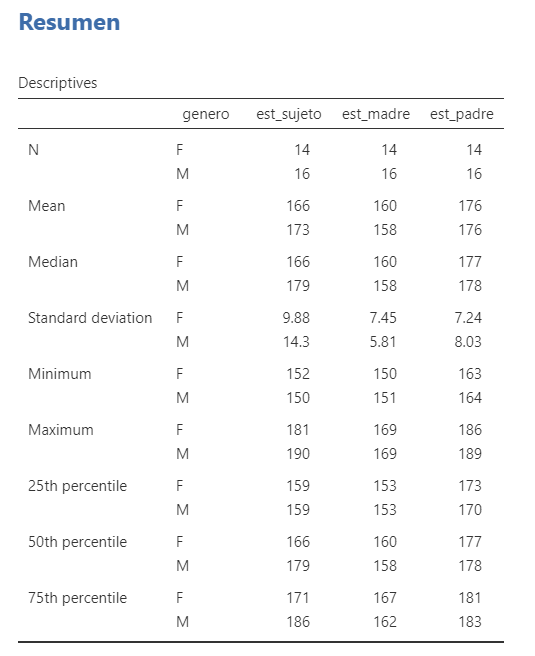 Resumen
Descriptives
genero est_sujeto est_madre est_padre
N F 14 14 14
M 16 16 16
Mean F 166 160 176
M 173 158 176
Median F 166 160 177
M 179 158 178
Standard deviation F 9.88 7.45 7.24
M 14.3 5.81 8.03
Minimum F 152 150 163
M 150 151 164
Maximum F 181 169 186
M 190 169 189
25th percentile F 159 153 173
M 159 153 170
50th percentile F 166 160 177
M 179 158 178
75th percentile F 171 167 181
M 186 162 183